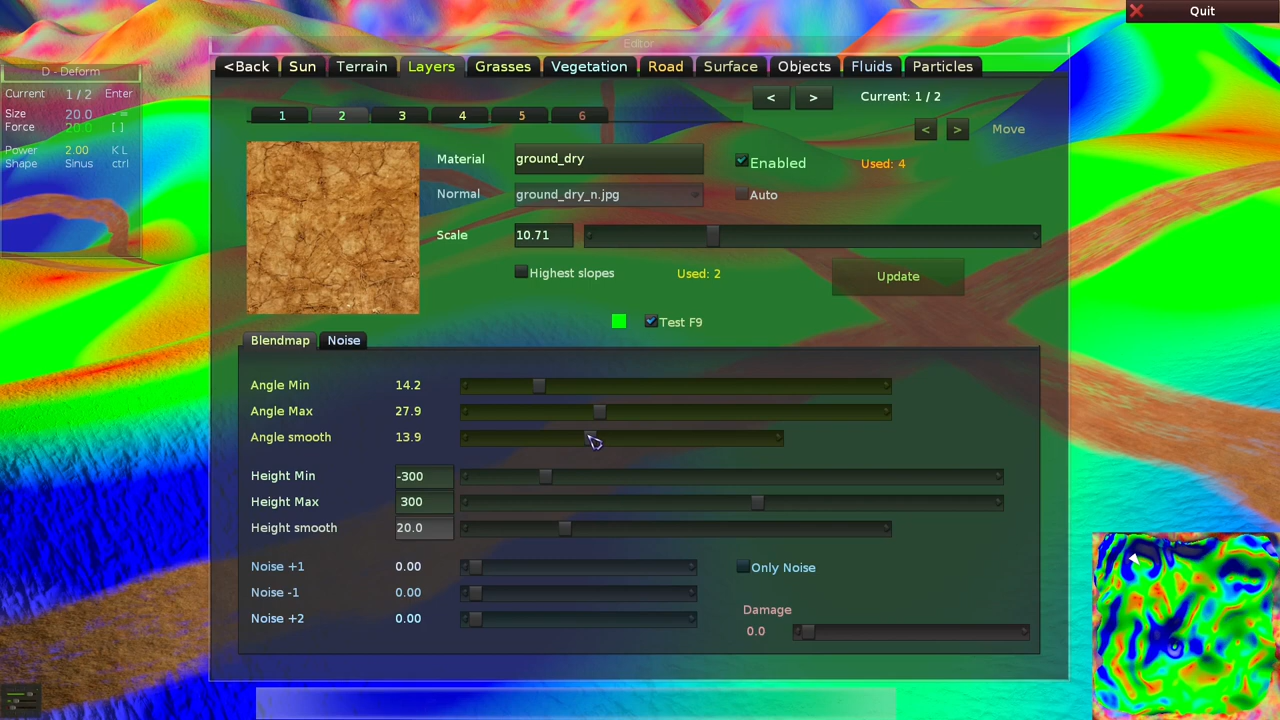 Quit
Editor
D - Deform
<Back Sun Terrain Layers Grasses Vegetation Road Surface Objects Fluids Particles
Current 1 / 2 Enter
Size 20.0 - =
Force 20.0 [ ]
Power 2.00 K L
Shape Sinus ctrl
< > Current: 1 / 2
1 2 3 4 5 6
< > Move
Material ground_dry Enabled Used: 4
Normal ground_dry_n.jpg Auto
Scale 10.71
Highest slopes Used: 2 Update
Test F9
Blendmap Noise
Angle Min 14.2
Angle Max 27.9
Angle smooth 13.9
Height Min -300
Height Max 300
Height smooth 20.0
Noise +1 0.00 Only Noise
Noise -1 0.00
Damage
Noise +2 0.00
0.0